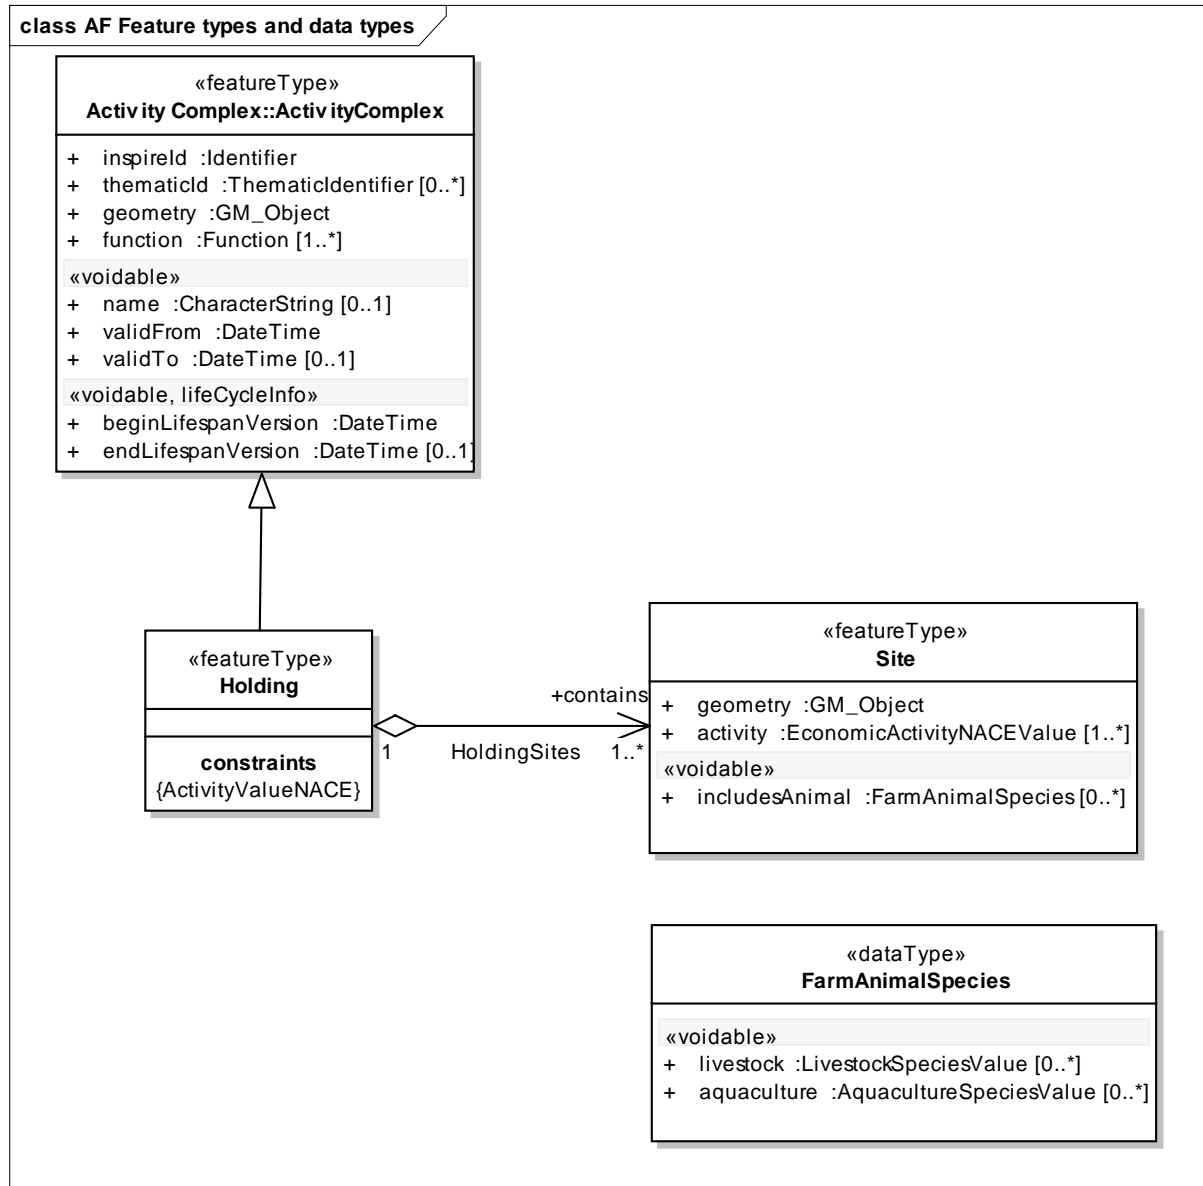 class AF Feature types and data types
«featureType»
Activity Complex::ActivityComplex
+ inspireId :Identifier
+ thematicId :ThematicIdentifier [0..*]
+ geometry :GM_Object
+ function :Function [1..*]
«voidable»
+ name :CharacterString [0..1]
+ validFrom :DateTime
+ validTo :DateTime [0..1]
«voidable, lifeCycleInfo»
+ beginLifespanVersion :DateTime
+ endLifespanVersion :DateTime [0..1]
«featureType»
Holding
constraints
{ActivityValueNACE}
+contains
1
HoldingSites
1..*
«featureType»
Site
+ geometry :GM_Object
+ activity :EconomicActivityNACEValue [1..*]
«voidable»
+ includesAnimal :FarmAnimalSpecies [0..*]
«dataType»
FarmAnimalSpecies
«voidable»
+ livestock :LivestockSpeciesValue [0..*]
+ aquaculture :AquacultureSpeciesValue [0..*]